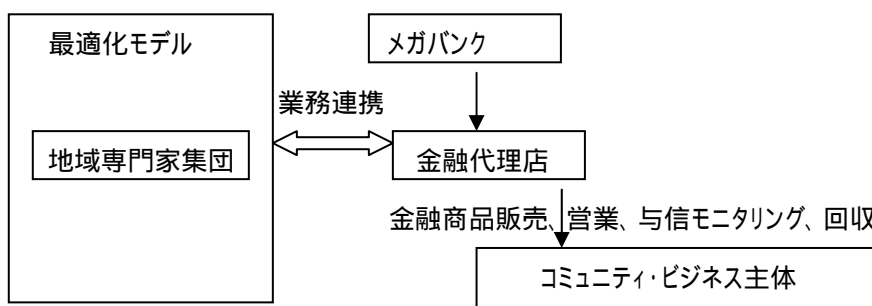 最適化モデル
メガバンク
業務連携
地域専門家集団
金融代理店
金融商品販売、営業、与信モニタリング、回収
コミュニティ・ビジネス主体